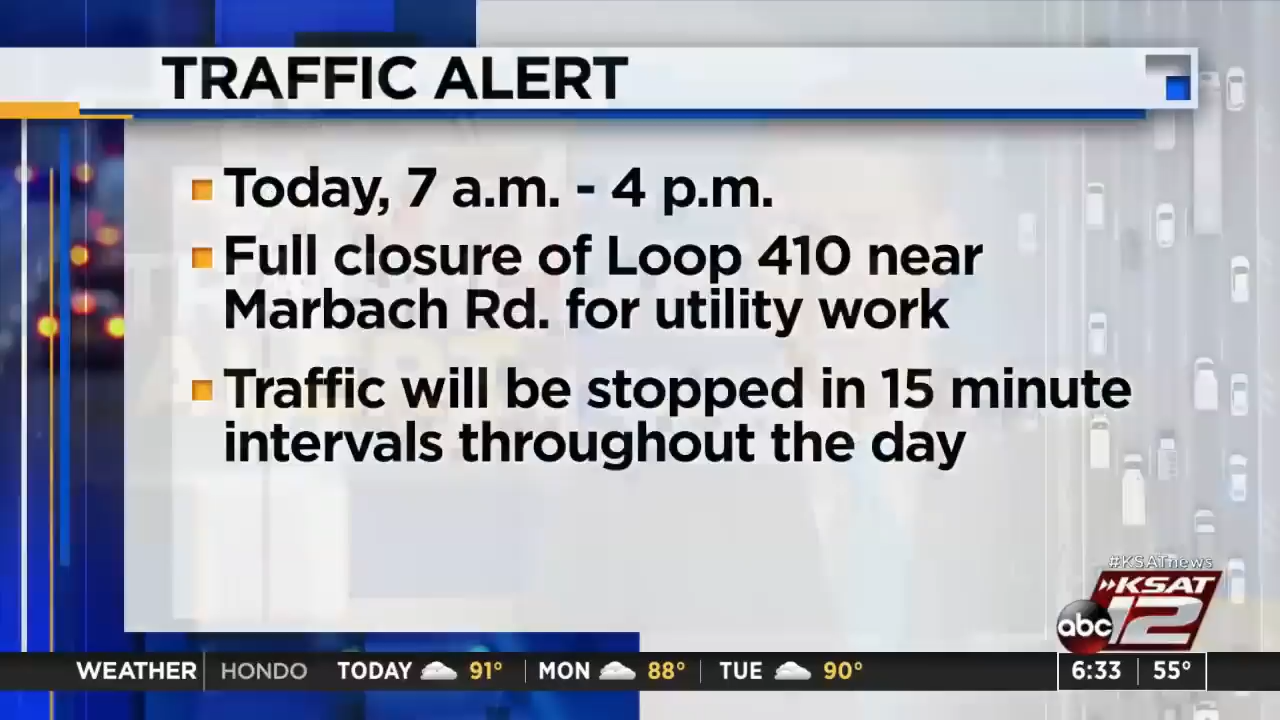 TRAFFIC ALERT
Today, 7 a.m. - 4 p.m.
Full closure of Loop 410 near
Marbach Rd. for utility work
Traffic will be stopped in 15 minute
intervals throughout the day
#KSATnews
KSAT
abc 12
WEATHER HONDO TODAY 91° MON 88° TUE 90° 6:33 55°